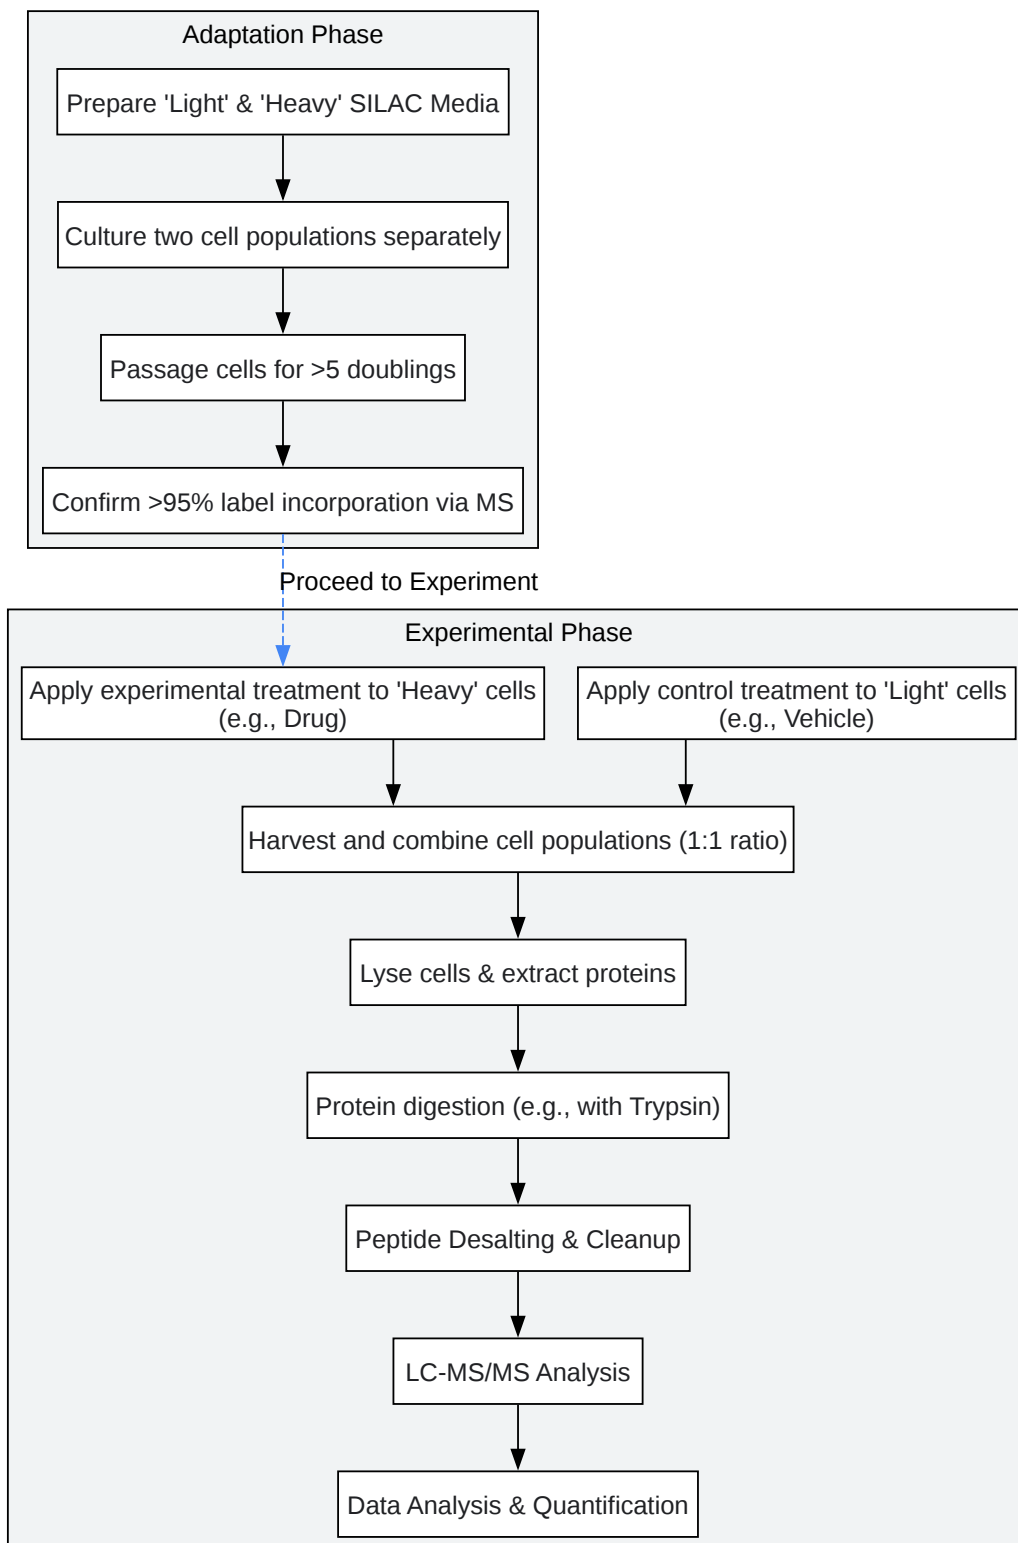 Adaptation Phase
Prepare 'Light' & 'Heavy' SILAC Media
Culture two cell populations separately
Passage cells for >5 doublings
Confirm >95% label incorporation via MS
Proceed to Experiment
Experimental Phase
Apply experimental treatment to 'Heavy' cells
(e.g., Drug)
Apply control treatment to 'Light' cells
(e.g., Vehicle)
Harvest and combine cell populations (1:1 ratio)
Lyse cells & extract proteins
Protein digestion (e.g., with Trypsin)
Peptide Desalting & Cleanup
LC-MS/MS Analysis
Data Analysis & Quantification